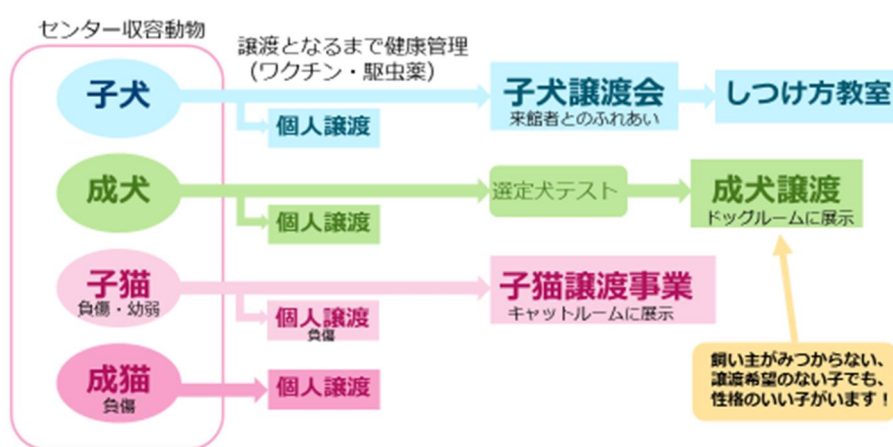 センター収容動物
譲渡となるまで健康管理
（ワクチン・駆虫薬）
子犬
個人譲渡
子犬譲渡会
来館者とのふれあい
しつけ方教室
成犬
個人譲渡
選定犬テスト
成犬譲渡
ドッグルームに展示
子猫
負傷・幼弱
個人譲渡
負傷
子猫譲渡事業
キャットルームに展示
成猫
負傷
個人譲渡
飼い主がみつからない、
譲渡希望のない子でも、
性格のいい子がいます！